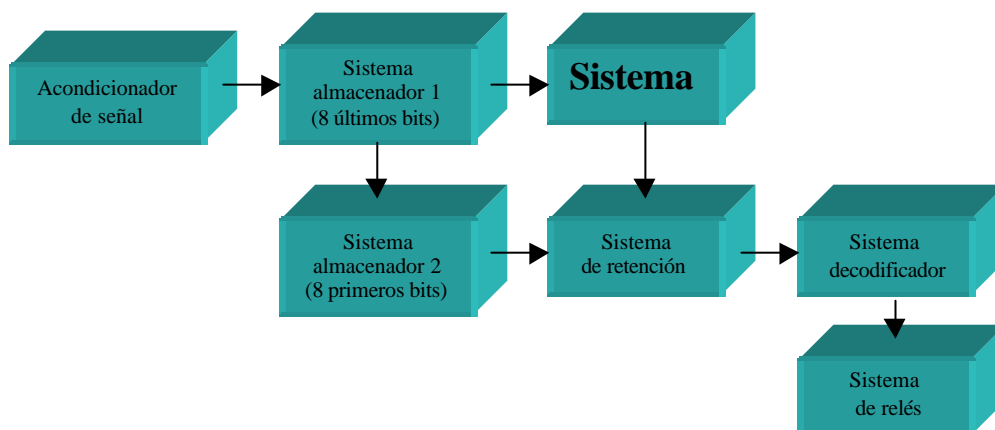 Acondicionador
de señal
Sistema
almacenador 1
(8 últimos bits)
Sistema
Sistema
almacenador 2
(8 primeros bits)
Sistema
de retención
Sistema
decodificador
Sistema
de relés